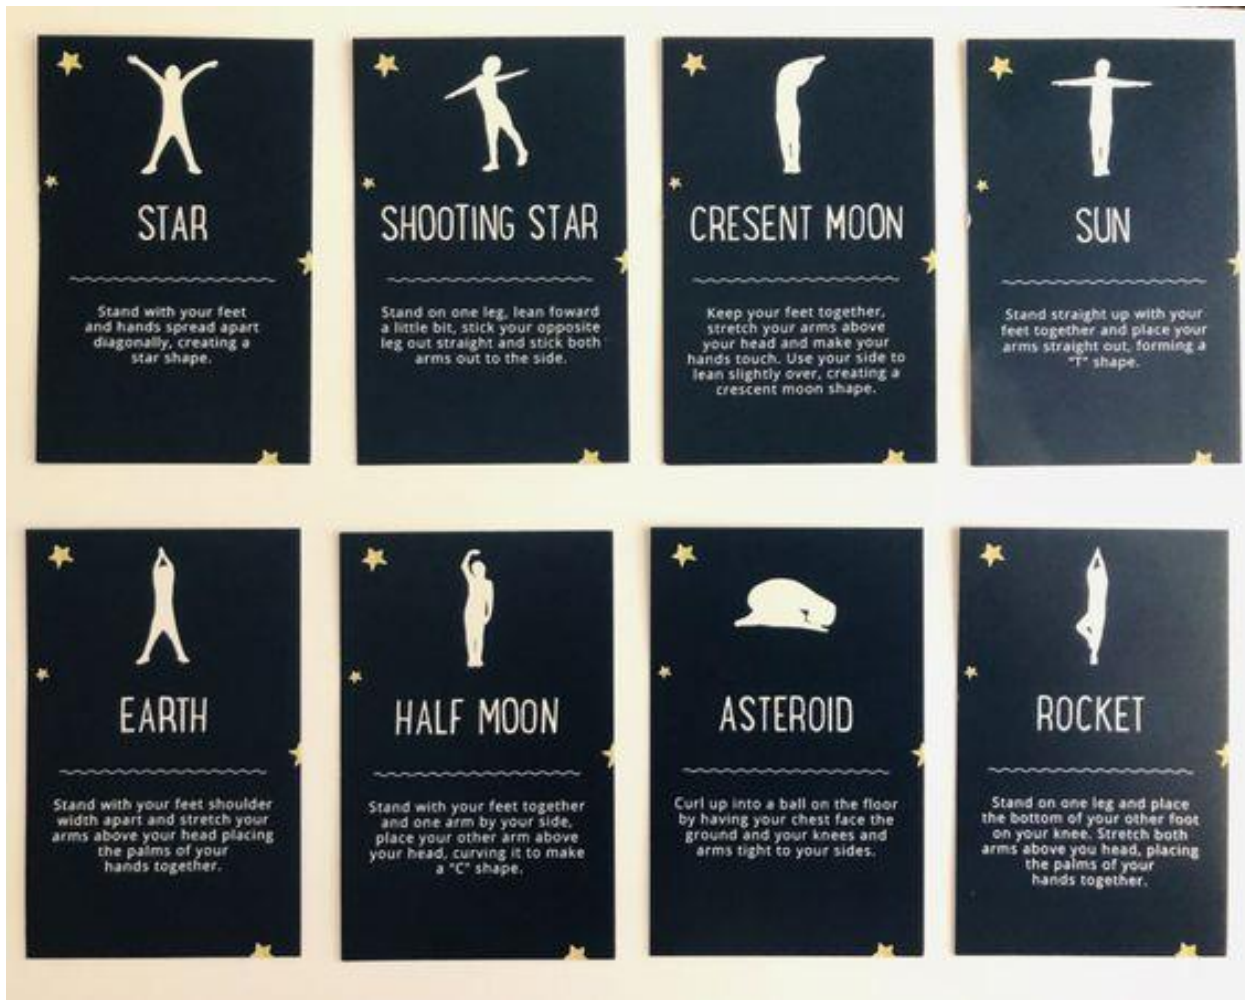 STAR
Stand with your feet
and hands spread apart
diagonally, creating a
star shape.
SHOOTING STAR
Stand on one leg, lean foward
a little bit, stick your opposite
leg out straight and stick both
arms out to the side.
CRESENT MOON
Keep your feet together,
stretch your arms above
your head and make your
hands touch. Use your side to
lean slightly over, creating a
crescent moon shape.
SUN
Stand straight up with your
feet together and place your
arms straight out, forming a
"T" shape.
EARTH
Stand with your feet shoulder
width apart and stretch your
arms above your head placing
the palms of your
hands together.
HALF MOON
Stand with your feet together
and one arm by your side,
place your other arm above
your head, curving it to make
a "C" shape.
ASTEROID
Curl up into a ball on the floor
by having your chest face the
ground and your knees and
arms tight to your sides.
ROCKET
Stand on one leg and place
the bottom of your other foot
on your knee. Stretch both
arms above you head, placing
the palms of your
hands together.